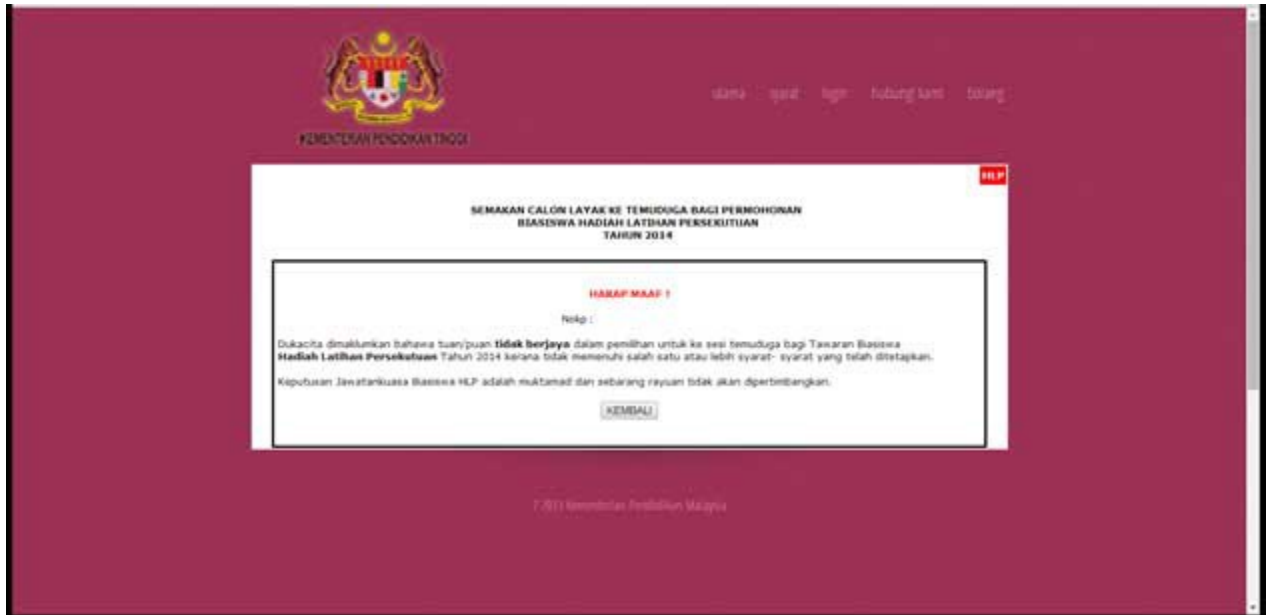 KEMENTERIAN PENDIDIKAN TINGGI
utama syarat login hubungi kami borang
HLP
SEMAKAN CALON LAYAK KE TEMUDUGA BAGI PERMOHONAN
BIASISWA HADIAH LATIHAN PERSEKUTUAN
TAHUN 2014
HARAP MAAF !
Nokp :
Dukacita dimaklumkan bahawa tuan/puan tidak berjaya dalam pemilihan untuk ke sesi temuduga bagi Tawaran Biasiswa
Hadiah Latihan Persekutuan Tahun 2014 kerana tidak memenuhi salah satu atau lebih syarat- syarat yang telah ditetapkan.
Keputusan Jawatankuasa Biasiswa HLP adalah muktamad dan sebarang rayuan tidak akan dipertimbangkan.
KEMBALI
Kementerian Pendidikan Malaysia